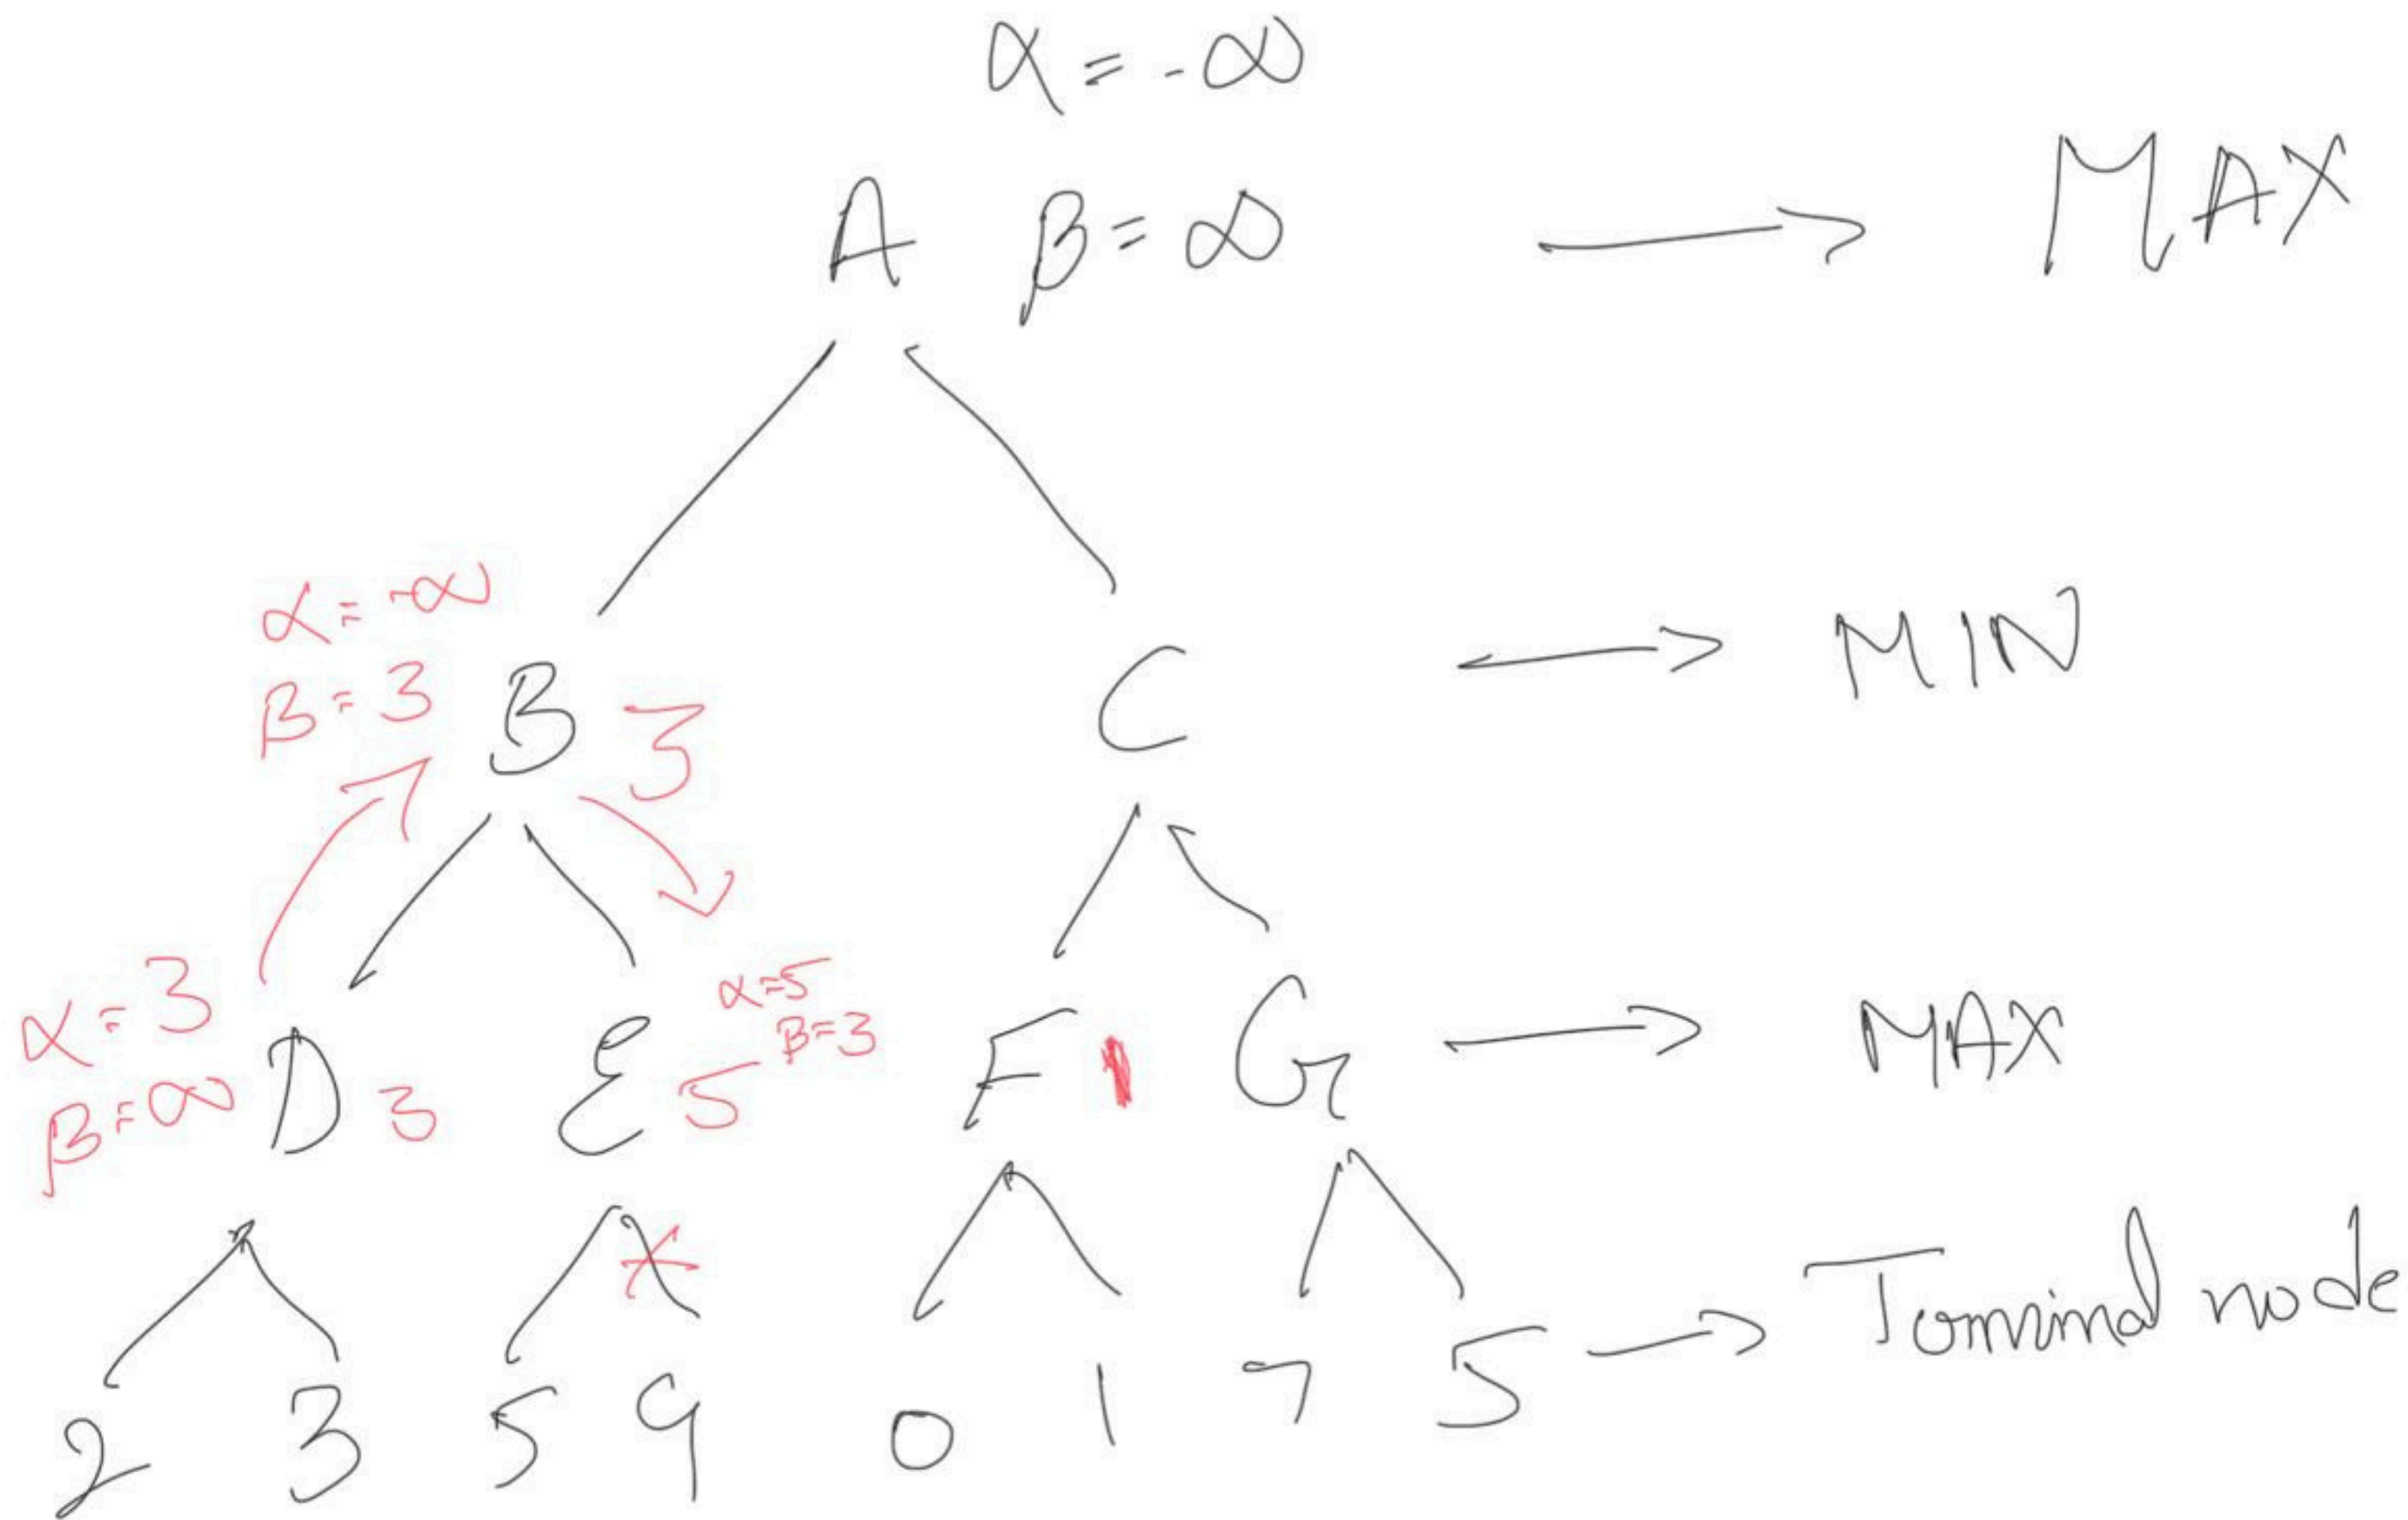 α = -∞
A β = ∞ → MAX
α = -∞
β = 3 B 3 C → MIN
α = 3 D 3 E 5 α = 5 F G → MAX
β = ∞ β = 3
2 3 5 9 0 1 7 5 → Terminal node